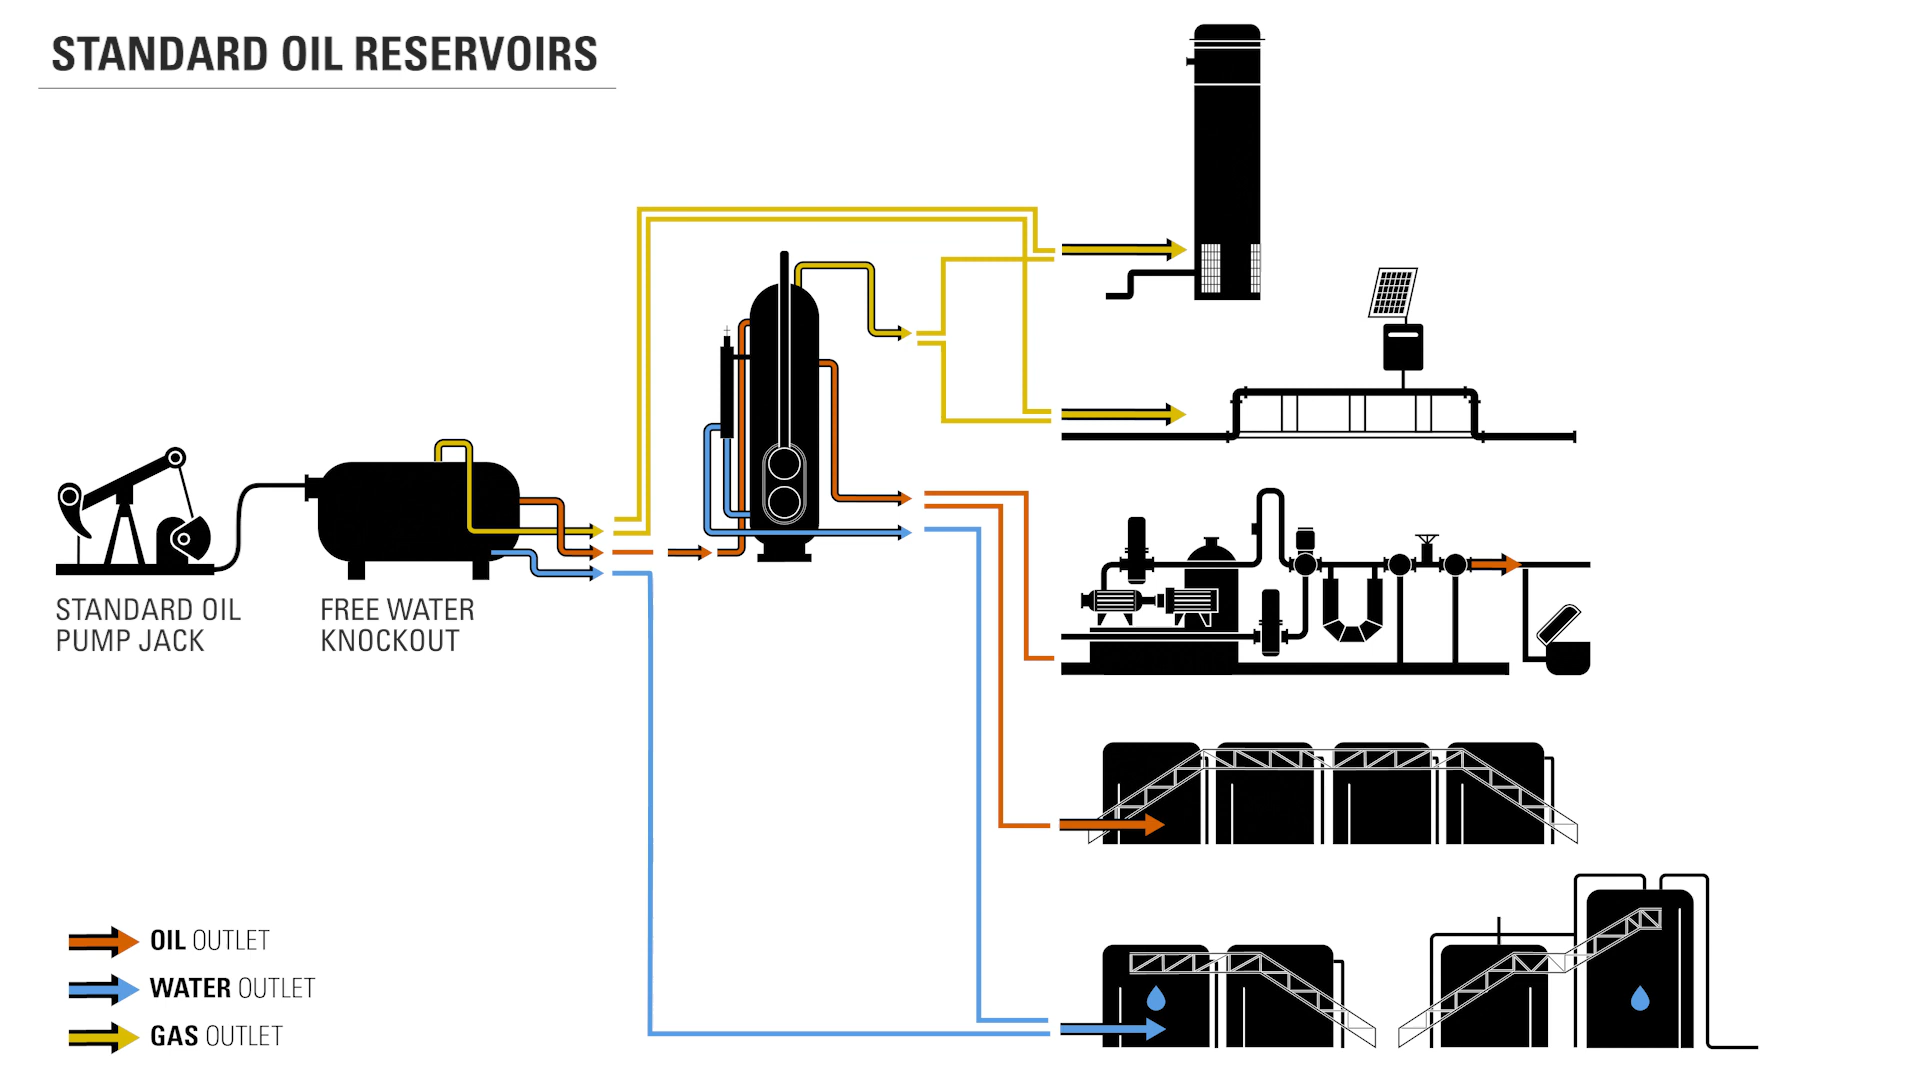 STANDARD OIL RESERVOIRS
STANDARD OIL
PUMP JACK
FREE WATER
KNOCKOUT
OIL OUTLET
WATER OUTLET
GAS OUTLET